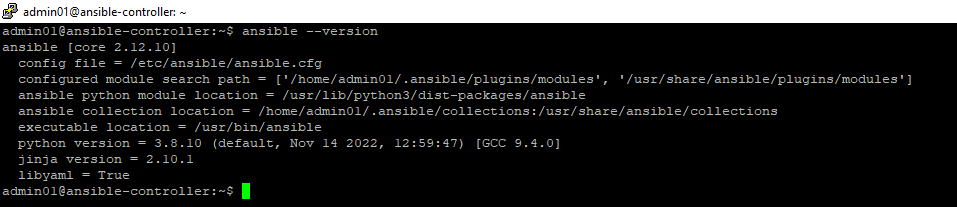 admin01@ansible-controller: ~
admin01@ansible-controller:~$ ansible --version
ansible [core 2.12.10]
  config file = /etc/ansible/ansible.cfg
  configured module search path = ['/home/admin01/.ansible/plugins/modules', '/usr/share/ansible/plugins/modules']
  ansible python module location = /usr/lib/python3/dist-packages/ansible
  ansible collection location = /home/admin01/.ansible/collections:/usr/share/ansible/collections
  executable location = /usr/bin/ansible
  python version = 3.8.10 (default, Nov 14 2022, 12:59:47) [GCC 9.4.0]
  jinja version = 2.10.1
  libyaml = True
admin01@ansible-controller:~$